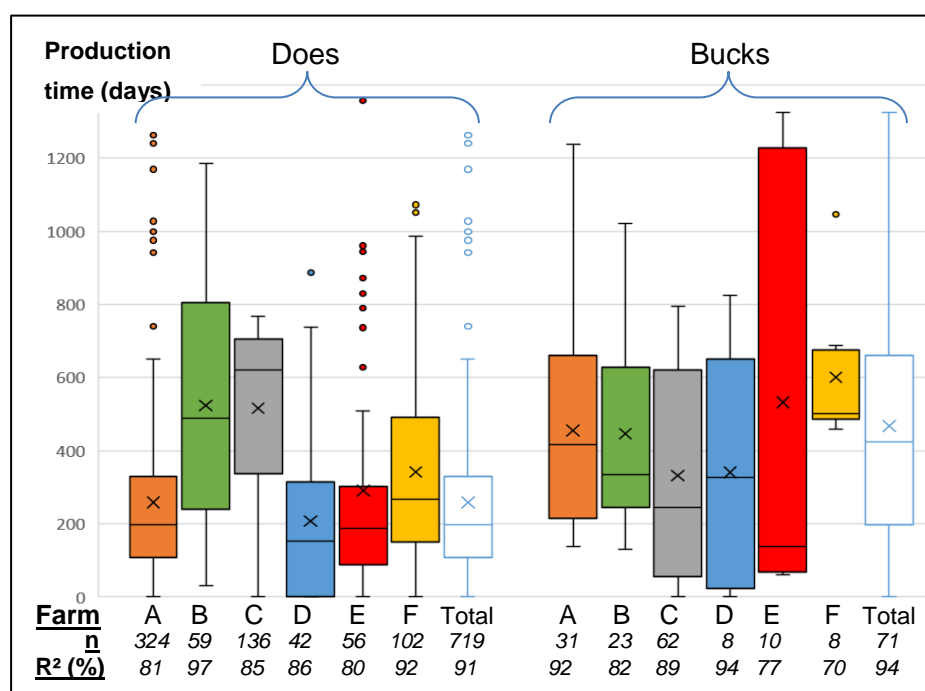 Production
time (days)
Does
Bucks
1200
1000
800
600
400
200
0
Farm A B C D E F Total A B C D E F Total
n 324 59 136 42 56 102 719 31 23 62 8 10 8 71
R² (%) 81 97 85 86 80 92 91 92 82 89 94 77 70 94